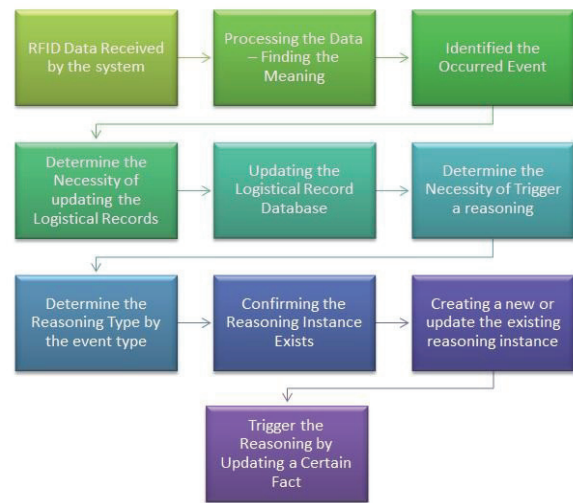 RFID Data Received
by the system
Processing the Data
– Finding the
Meaning
Identified the
Occurred Event
Determine the
Necessity of
updating the
Logistical Records
Updating the
Logistical Record
Database
Determine the
Necessity of Trigger
a reasoning
Determine the
Reasoning Type by
the event type
Confirming the
Reasoning Instance
Exists
Creating a new or
update the existing
reasoning instance
Trigger the
Reasoning by
Updating a Certain
Fact